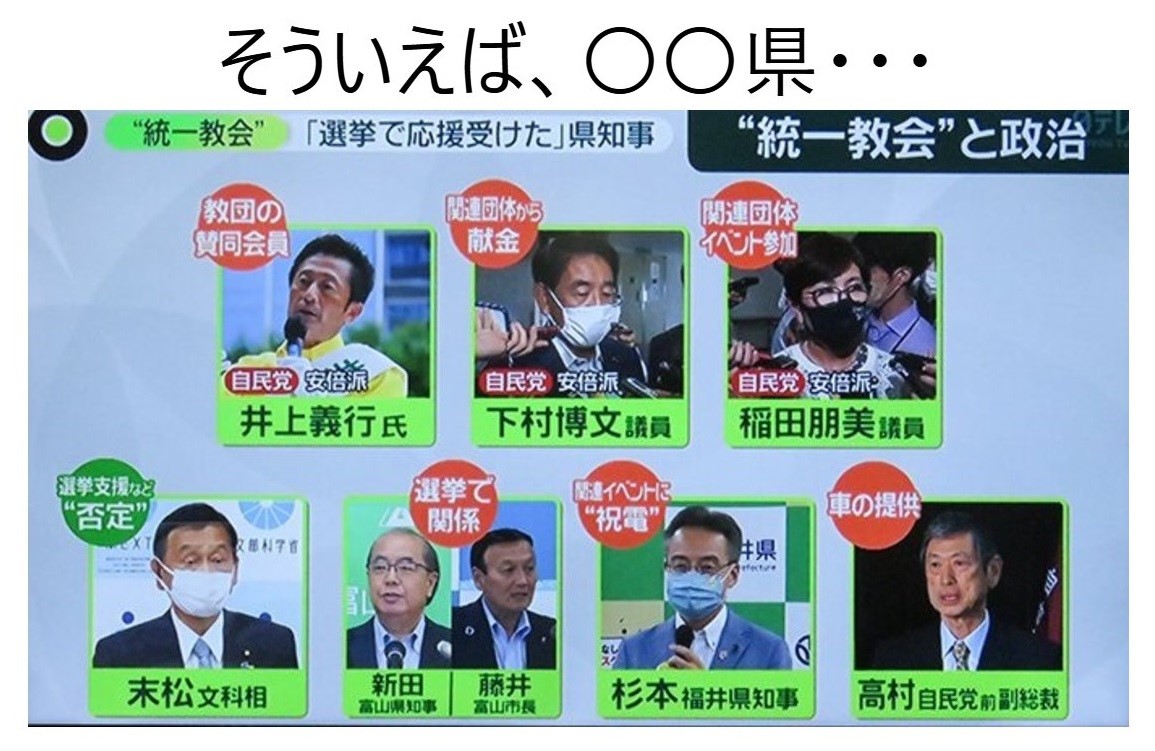 そういえば、〇〇県・・・
“統一教会” 「選挙で応援受けた」県知事
“統一教会”と政治
教団の
賛同会員
自民党 安倍派
井上義行氏
関連団体から
献金
自民党 安倍派
下村博文議員
関連団体
イベント参加
自民党 安倍派
稲田朋美議員
選挙支援など
“否定”
文部科学省
末松文科相
選挙で
関係
新田
富山県知事
藤井
富山市長
関連イベントに
“祝電”
井県
杉本福井県知事
車の提供
高村自民党前副総裁